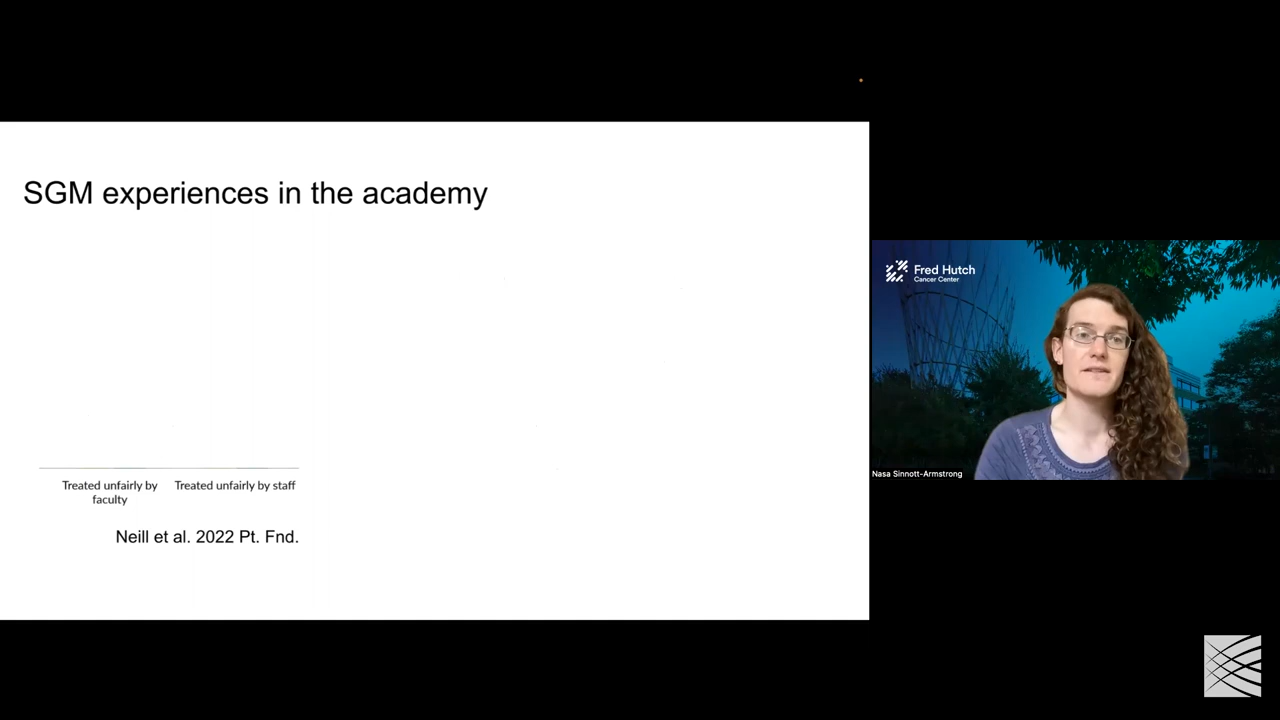 SGM experiences in the academy
Treated unfairly by
faculty
Treated unfairly by staff
Neill et al. 2022 Pt. Fnd.
Fred Hutch
Cancer Center
Nasa Sinnott-Armstrong